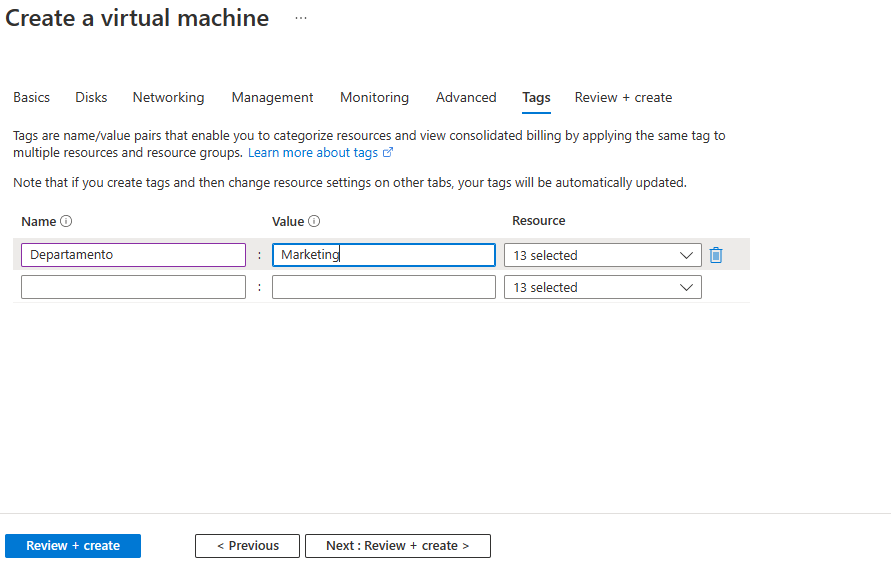 Create a virtual machine ...
Basics Disks Networking Management Monitoring Advanced Tags Review + create
Tags are name/value pairs that enable you to categorize resources and view consolidated billing by applying the same tag to
multiple resources and resource groups. Learn more about tags
Note that if you create tags and then change resource settings on other tabs, your tags will be automatically updated.
Name Value Resource
Departamento : Marketing 13 selected
: 13 selected
Review + create < Previous Next : Review + create >